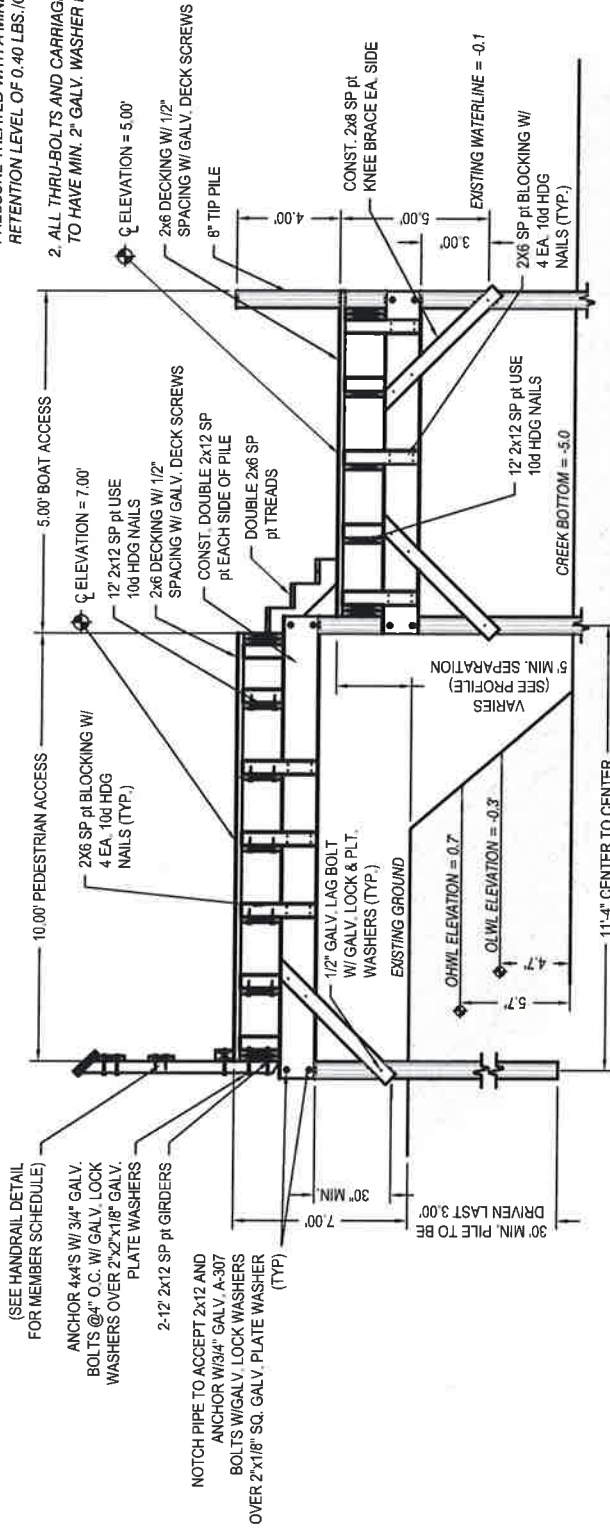 PRESSURE TREATED WITH A MINI
RETENTION LEVEL OF 0.40 LBS./C
2. ALL THRU-BOLTS AND CARRIAGE
TO HAVE MIN. 2" GALV. WASHER E
10.00' PEDESTRIAN ACCESS
5.00' BOAT ACCESS
(SEE HANDRAIL DETAIL
FOR MEMBER SCHEDULE)
ANCHOR 4x4'S W/ 3/4" GALV.
BOLTS @4" O.C. W/ GALV. LOCK
WASHERS OVER 2"x2"x1/8" GALV.
PLATE WASHERS
2-12' 2x12 SP pt GIRDERS
NOTCH PIPE TO ACCEPT 2x12 AND
ANCHOR W/3/4" GALV. A-307
BOLTS W/GALV. LOCK WASHERS
OVER 2"x1/8" SQ. GALV. PLATE WASHER
(TYP)
2X6 SP pt BLOCKING W/
4 EA. 10d HDG
NAILS (TYP.)
℄ ELEVATION = 7.00'
12' 2x12 SP pt USE
10d HDG NAILS
2x6 DECKING W/ 1/2"
SPACING W/ GALV. DECK SCREWS
CONST. DOUBLE 2x12 SP
pt EACH SIDE OF PILE
DOUBLE 2x6 SP
pt TREADS
℄ ELEVATION = 5.00'
2x6 DECKING W/ 1/2"
SPACING W/ GALV. DECK SCREWS
8" TIP PILE
4.00'
5.00'
3.00'
CONST. 2x8 SP pt
KNEE BRACE EA. SIDE
EXISTING WATERLINE = -0.1
2X6 SP pt BLOCKING W/
4 EA. 10d HDG
NAILS (TYP.)
12' 2x12 SP pt USE
10d HDG NAILS
CREEK BOTTOM = -5.0
VARIES
(SEE PROFILE)
5' MIN. SEPARATION
1/2" GALV. LAG BOLT
W/ GALV. LOCK & PLT.
WASHERS (TYP.)
EXISTING GROUND
OHWL ELEVATION = 0.7'
OLWL ELEVATION = -0.3'
5.7'
4.7'
7.00'
30" MIN.
30' MIN. PILE TO BE
DRIVEN LAST 3.00'
11'-4" CENTER TO CENTER